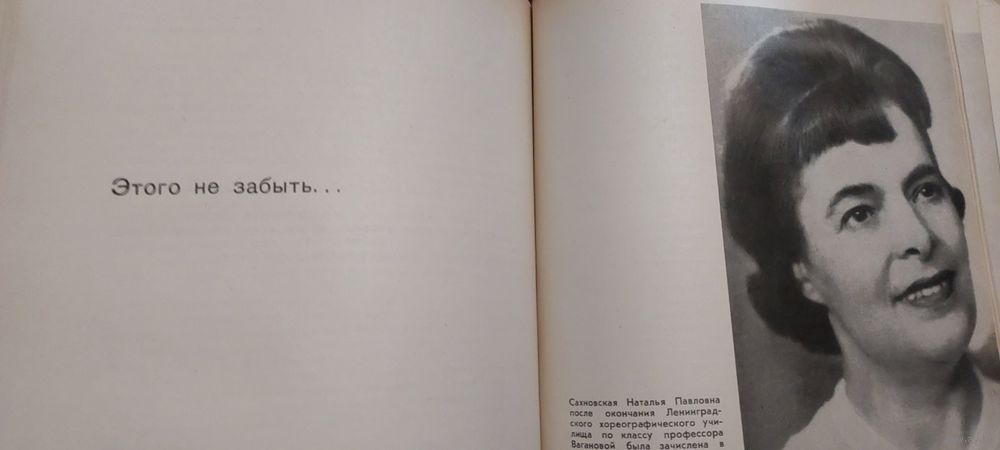 Этого не забыть...
Сахновская Наталья Павловна
после окончания Ленинград-
ского хореографического учи-
лища по классу профессора
Вагановой была зачислена в